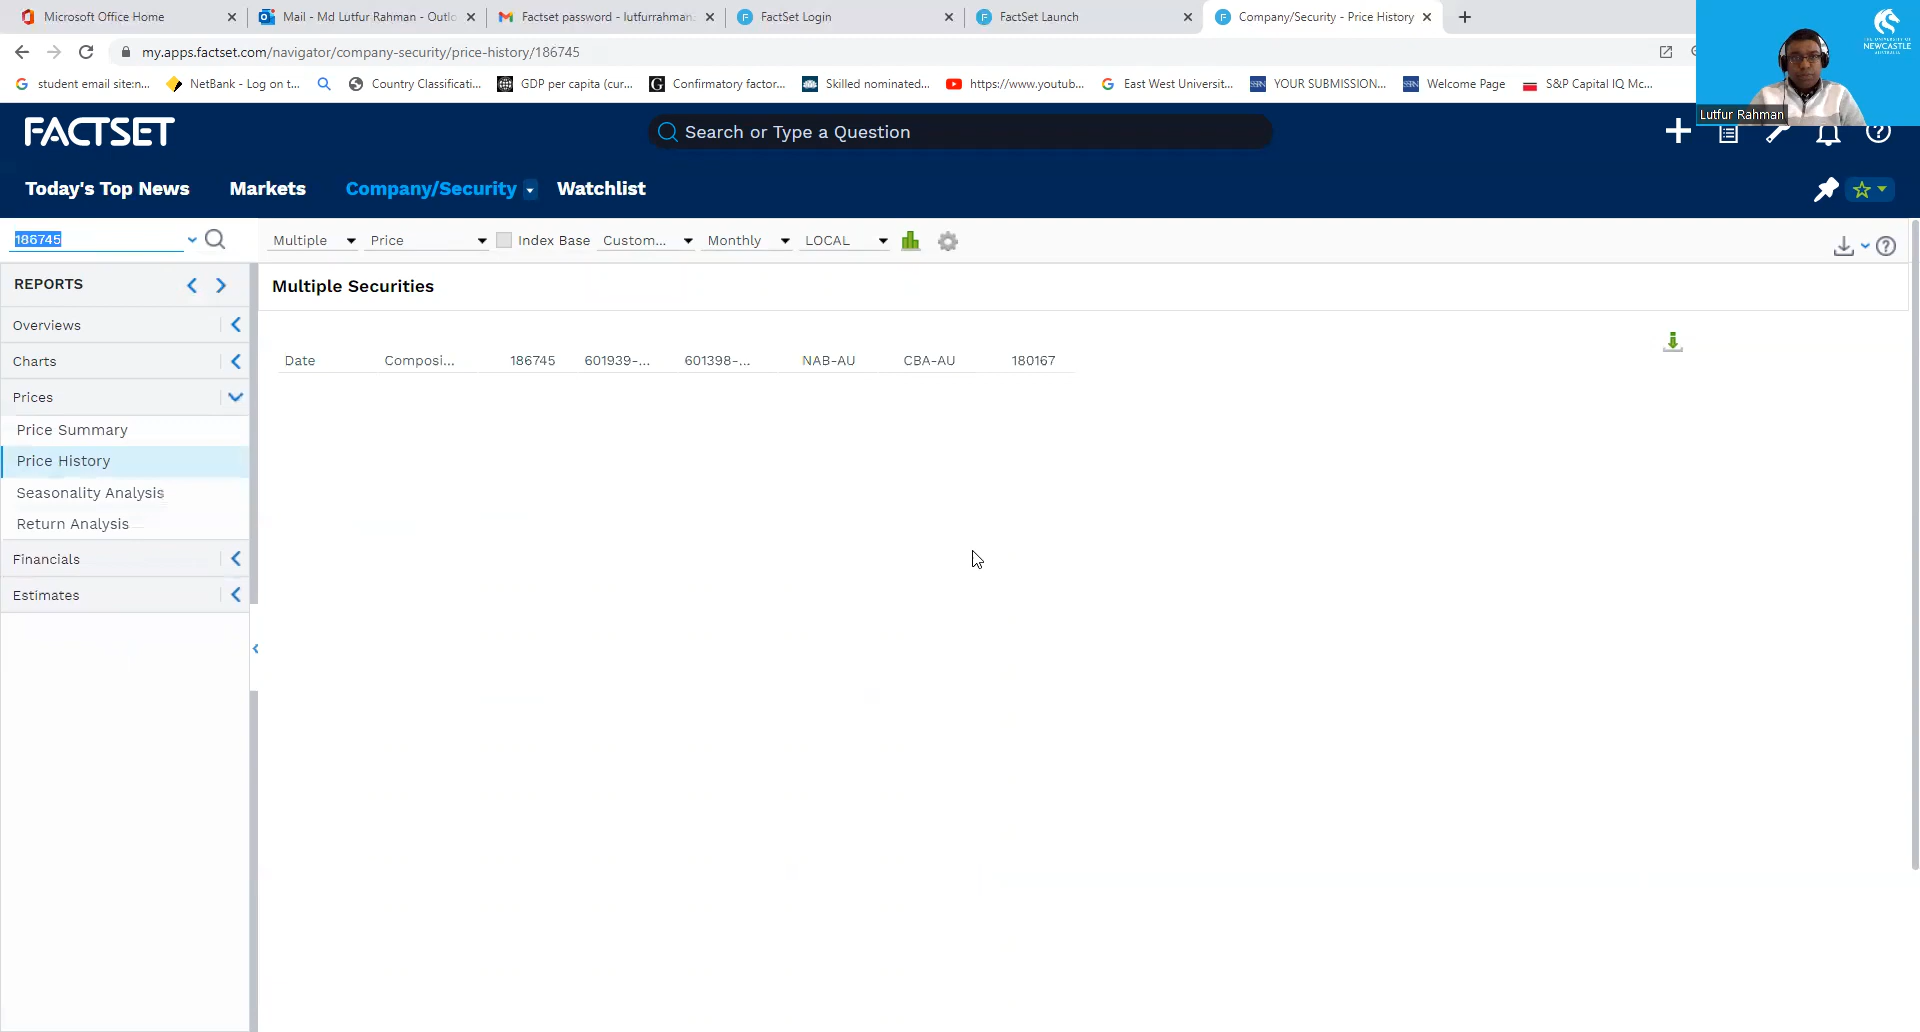 Microsoft Office Home
Mail - Md Lutfur Rahman - Outlo
Factset password - lutfurrahman.
FactSet Login
FactSet Launch
Company/Security - Price History
my.apps.factset.com/navigator/company-security/price-history/186745
student email site:n...
NetBank - Log on t...
Country Classificati...
GDP per capita (cur...
Confirmatory factor...
Skilled nominated...
https://www.youtub...
East West Universit...
YOUR SUBMISSION...
Welcome Page
S&P Capital IQ Mc...
THE UNIVERSITY OF
NEWCASTLE
AUSTRALIA
Lutfur Rahman
FACTSET
Search or Type a Question
Today's Top News
Markets
Company/Security
Watchlist
186745
Multiple
Price
Index Base
Custom...
Monthly
LOCAL
REPORTS
Multiple Securities
Overviews
Charts
Prices
Price Summary
Price History
Seasonality Analysis
Return Analysis
Financials
Estimates
Date Composi... 186745 601939-... 601398-... NAB-AU CBA-AU 180167